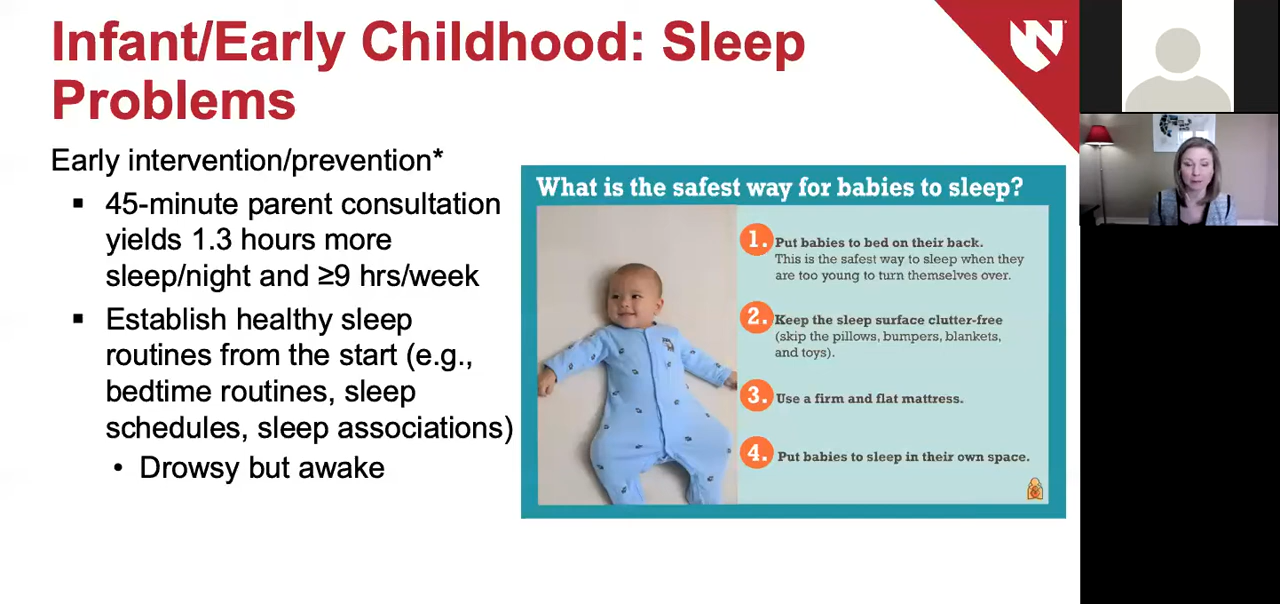 Infant/Early Childhood: Sleep
Problems
Early intervention/prevention*
▪ 45-minute parent consultation
yields 1.3 hours more
sleep/night and ≥9 hrs/week
▪ Establish healthy sleep
routines from the start (e.g.,
bedtime routines, sleep
schedules, sleep associations)
• Drowsy but awake
What is the safest way for babies to sleep?
1. Put babies to bed on their back.
This is the safest way to sleep when they
are too young to turn themselves over.
2. Keep the sleep surface clutter-free
(skip the pillows, bumpers, blankets,
and toys).
3. Use a firm and flat mattress.
4. Put babies to sleep in their own space.
N